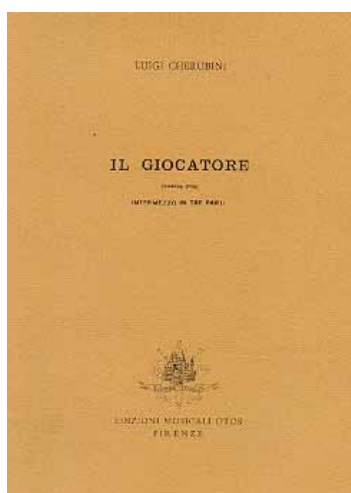 LUIGI CHERUBINI
IL GIOCATORE
INTERMEZZO IN TRE PARTI
EDIZIONI MUSICALI OTOS
FIRENZE